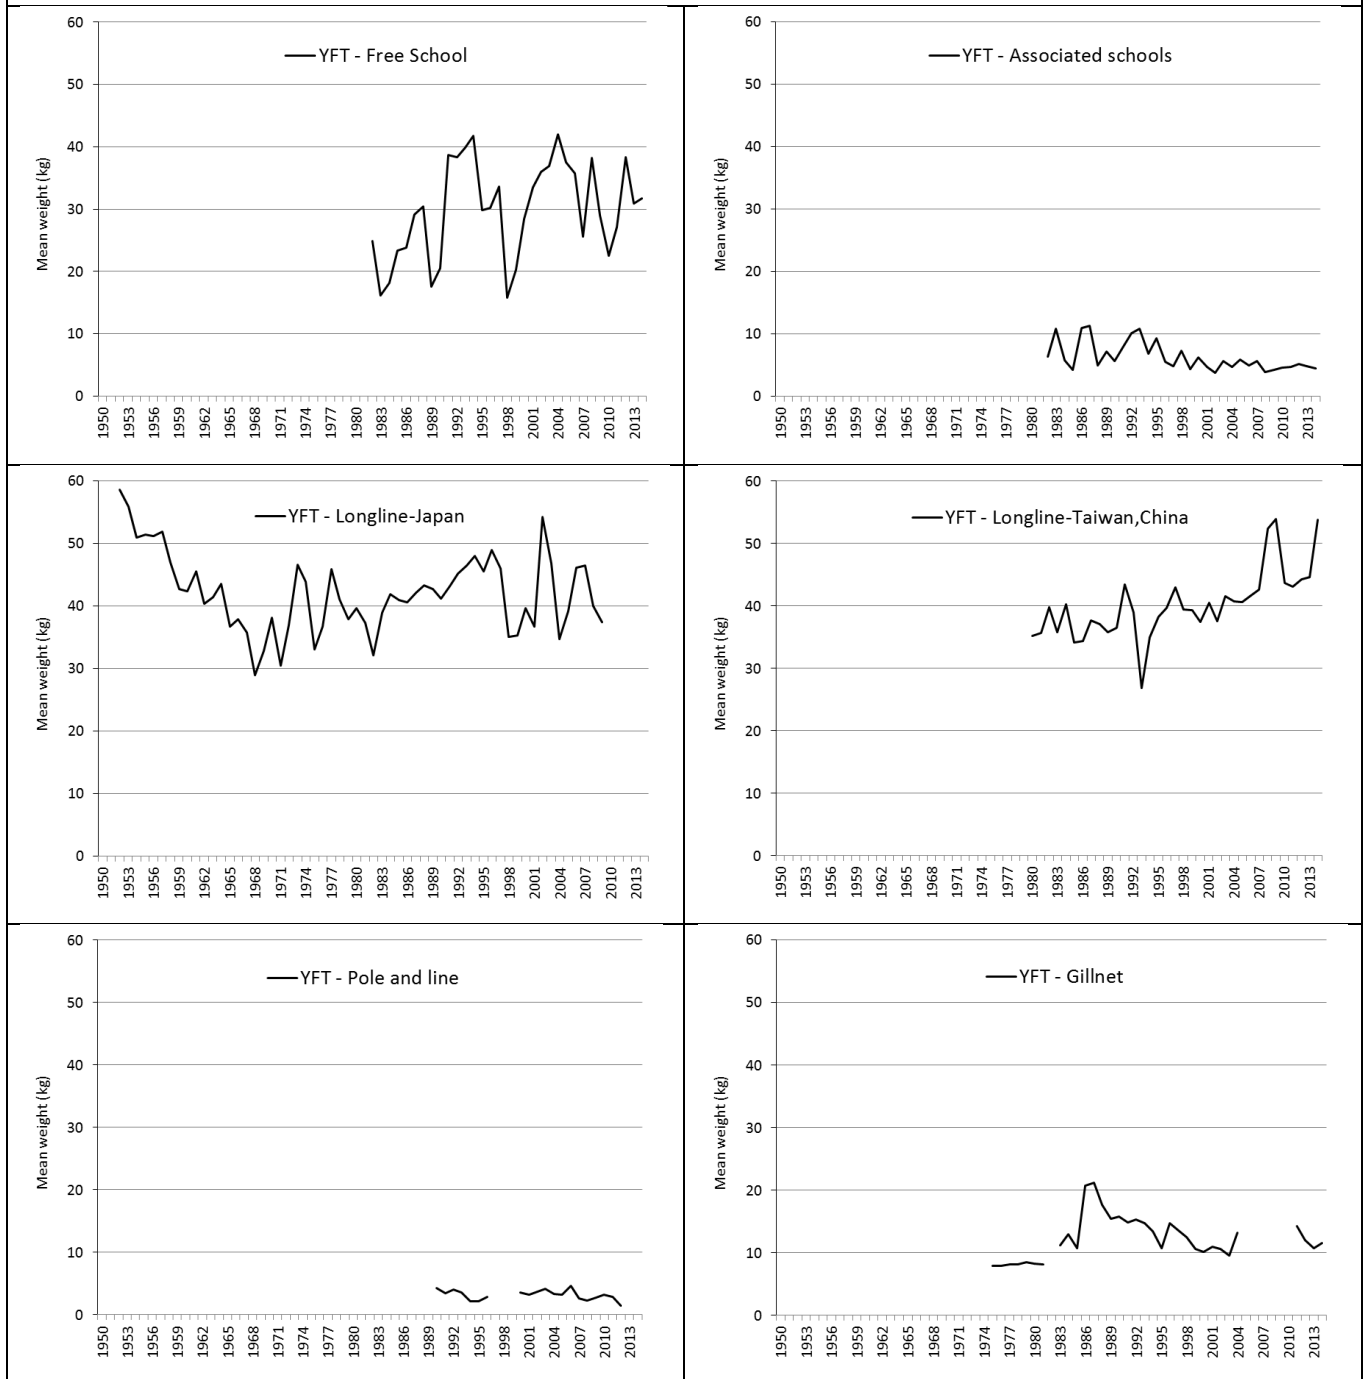 60
50
40
30
20
10
0
Mean weight (kg)
YFT - Free School
1950 1953 1956 1959 1962 1965 1968 1971 1974 1977 1980 1983 1986 1989 1992 1995 1998 2001 2004 2007 2010 2013
60
50
40
30
20
10
0
Mean weight (kg)
YFT - Associated schools
1950 1953 1956 1959 1962 1965 1968 1971 1974 1977 1980 1983 1986 1989 1992 1995 1998 2001 2004 2007 2010 2013
60
50
40
30
20
10
0
Mean weight (kg)
YFT - Longline-Japan
1950 1953 1956 1959 1962 1965 1968 1971 1974 1977 1980 1983 1986 1989 1992 1995 1998 2001 2004 2007 2010 2013
60
50
40
30
20
10
0
Mean weight (kg)
YFT - Longline-Taiwan,China
1950 1953 1956 1959 1962 1965 1968 1971 1974 1977 1980 1983 1986 1989 1992 1995 1998 2001 2004 2007 2010 2013
60
50
40
30
20
10
0
Mean weight (kg)
YFT - Pole and line
1950 1953 1956 1959 1962 1965 1968 1971 1974 1977 1980 1983 1986 1989 1992 1995 1998 2001 2004 2007 2010 2013
60
50
40
30
20
10
0
Mean weight (kg)
YFT - Gillnet
1950 1953 1956 1959 1962 1965 1968 1971 1974 1977 1980 1983 1986 1989 1992 1995 1998 2001 2004 2007 2010 2013